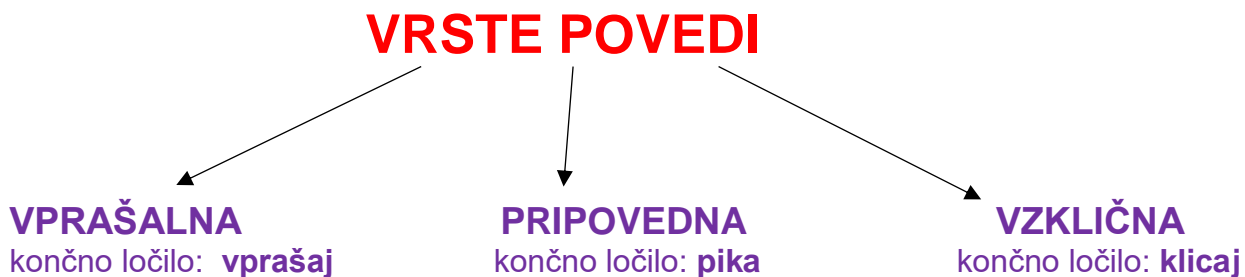 VRSTE POVEDI
VPRAŠALNA PRIPOVEDNA VZKLIČNA
končno ločilo: vprašaj končno ločilo: pika končno ločilo: klicaj